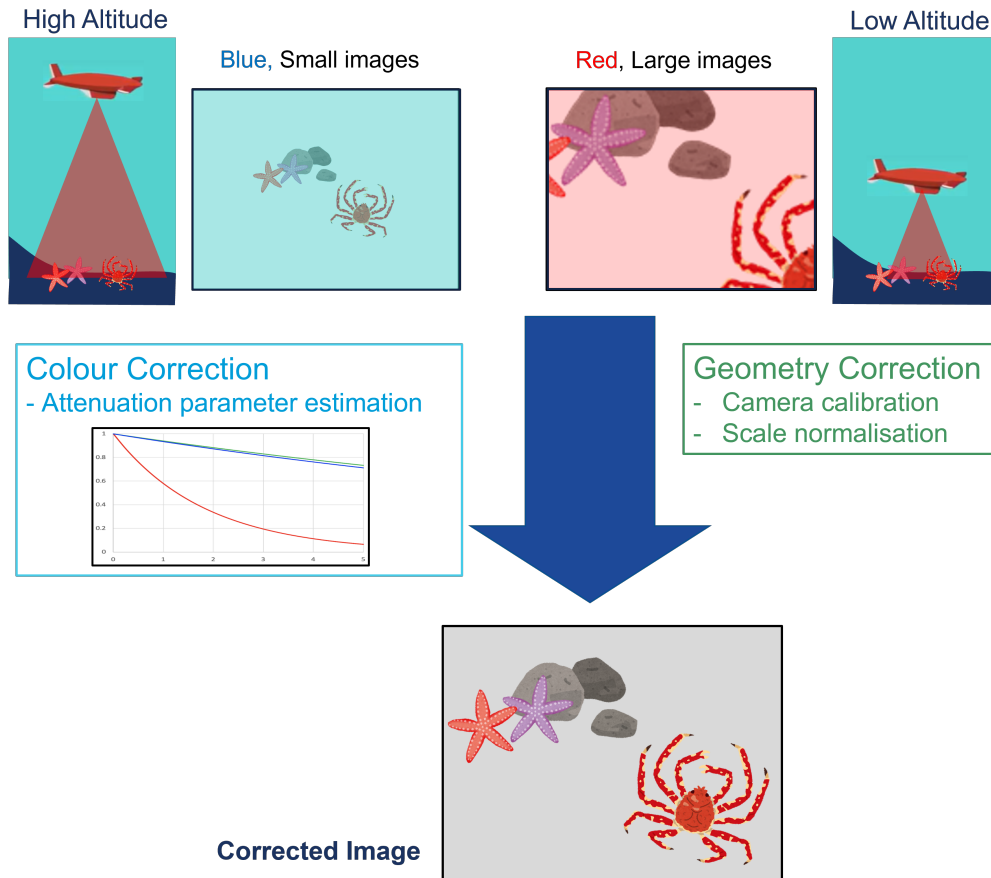 High Altitude
Low Altitude
Blue, Small images
Red, Large images
Colour Correction
- Attenuation parameter estimation
1
0.8
0.6
0.4
0.2
0
0 1 2 3 4 5
Geometry Correction
- Camera calibration
- Scale normalisation
Corrected Image